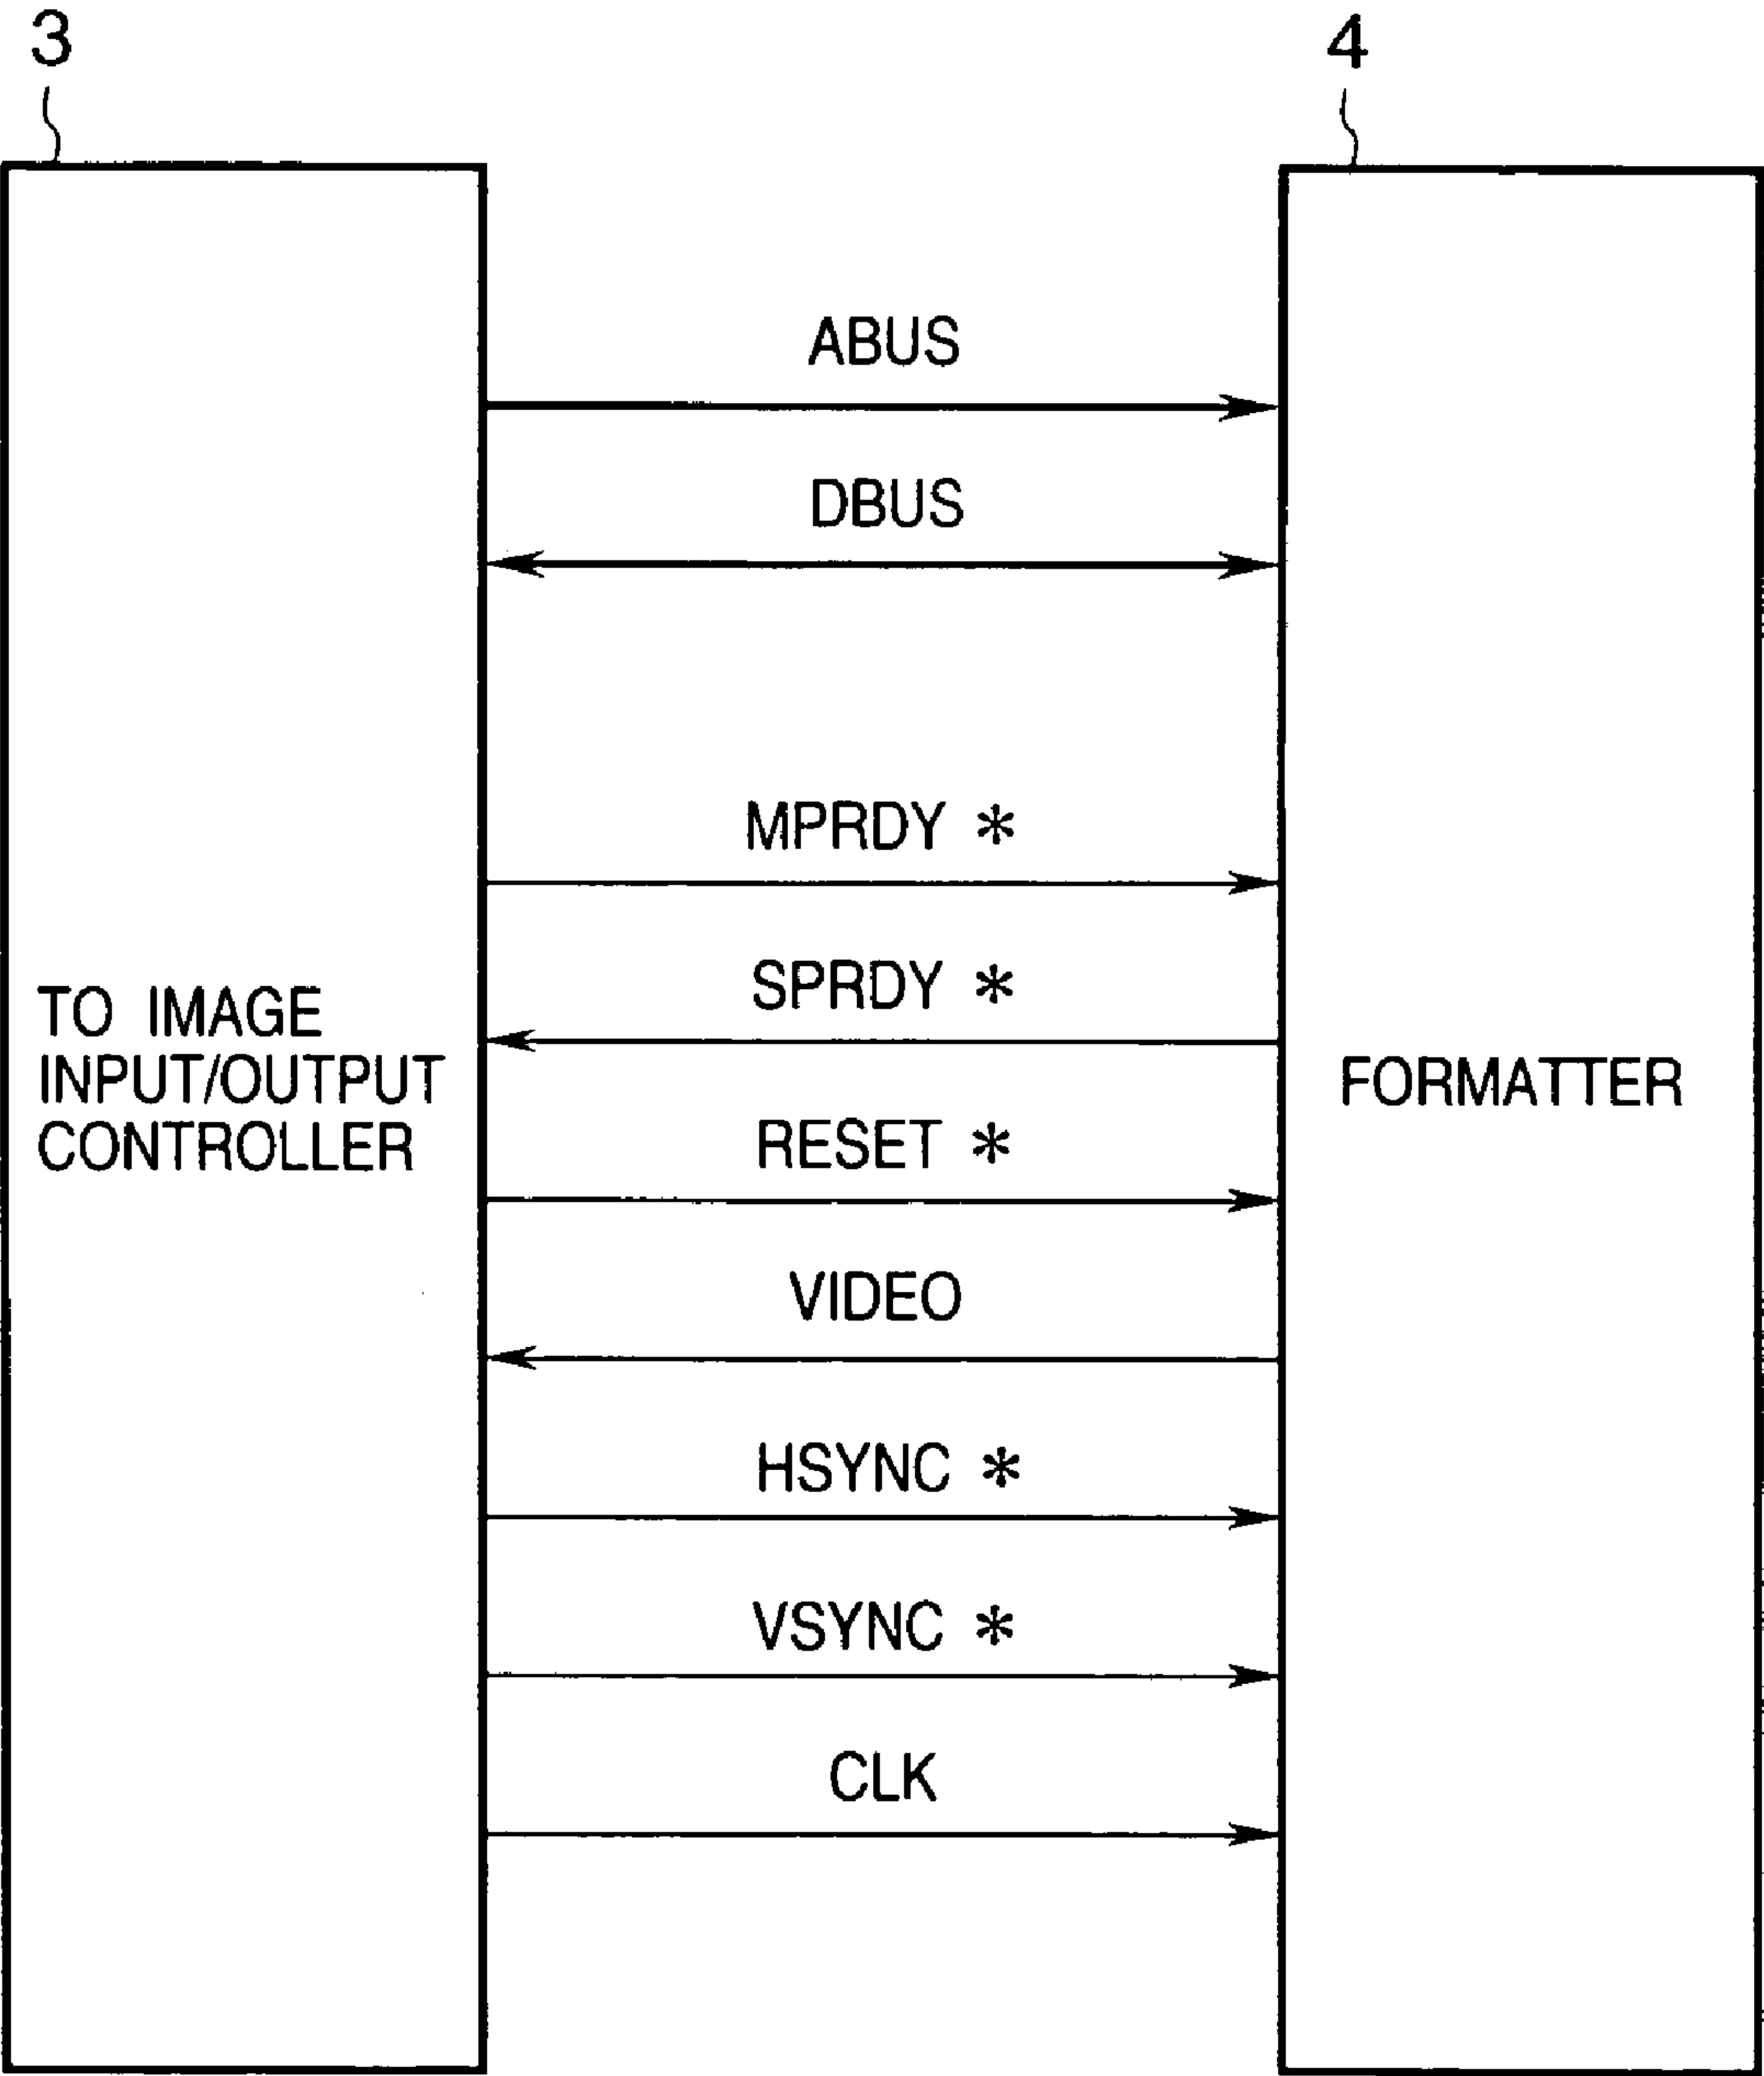 3
4
ABUS
DBUS
MPRDY *
SPRDY *
TO IMAGE
INPUT/OUTPUT
CONTROLLER
FORMATTER
RESET *
VIDEO
HSYNC *
VSYNC *
CLK